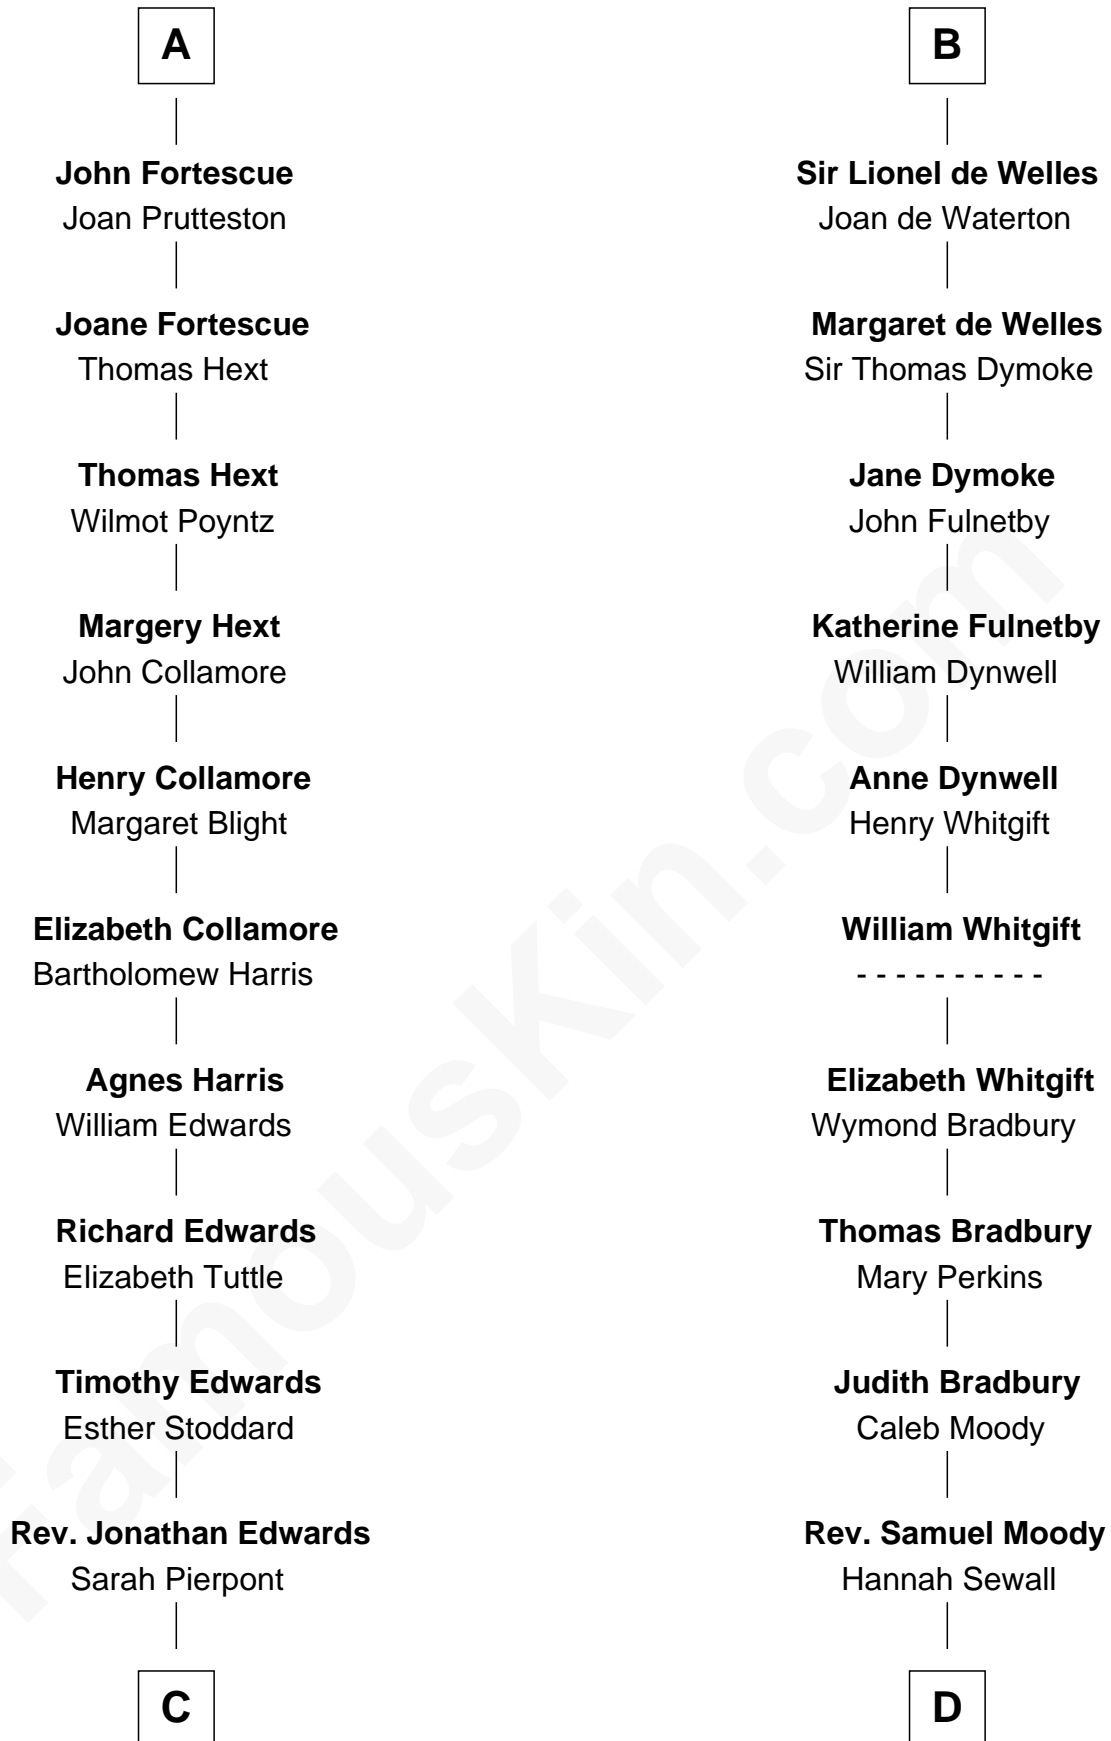 A
John Fortescue
Joan Prutteston
Joane Fortescue
Thomas Hext
Thomas Hext
Wilmot Poyntz
Margery Hext
John Collamore
Henry Collamore
Margaret Blight
Elizabeth Collamore
Bartholomew Harris
Agnes Harris
William Edwards
Richard Edwards
Elizabeth Tuttle
Timothy Edwards
Esther Stoddard
Rev. Jonathan Edwards
Sarah Pierpont
C
B
Sir Lionel de Welles
Joan de Waterton
Margaret de Welles
Sir Thomas Dymoke
Jane Dymoke
John Fulnetby
Katherine Fulnetby
William Dynwell
Anne Dynwell
Henry Whitgift
William Whitgift
- - - - - - - - - -
Elizabeth Whitgift
Wymond Bradbury
Thomas Bradbury
Mary Perkins
Judith Bradbury
Caleb Moody
Rev. Samuel Moody
Hannah Sewall
D
famouskin.com